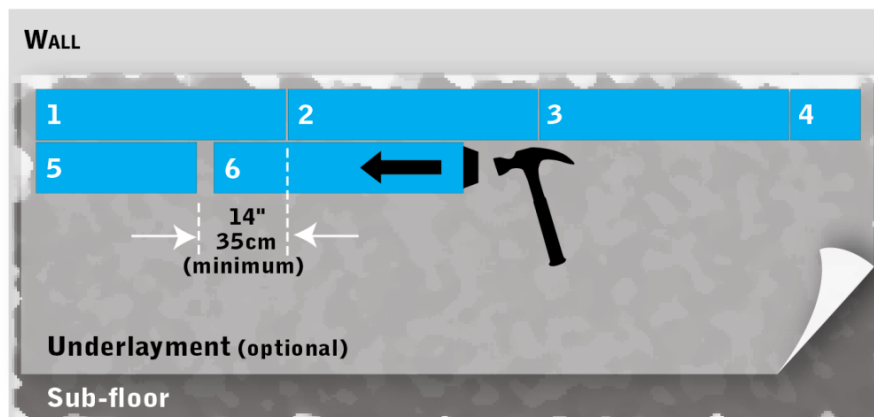 WALL
1 2 3 4
5 6
14"
35cm
(minimum)
Underlayment (optional)
Sub-floor